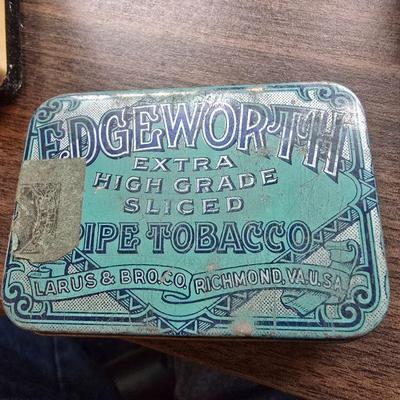 EDGEWORTH
EXTRA
HIGH GRADE
SLICED
PIPE TOBACCO
LARUS & BRO. CO. RICHMOND, VA. U.S.A.